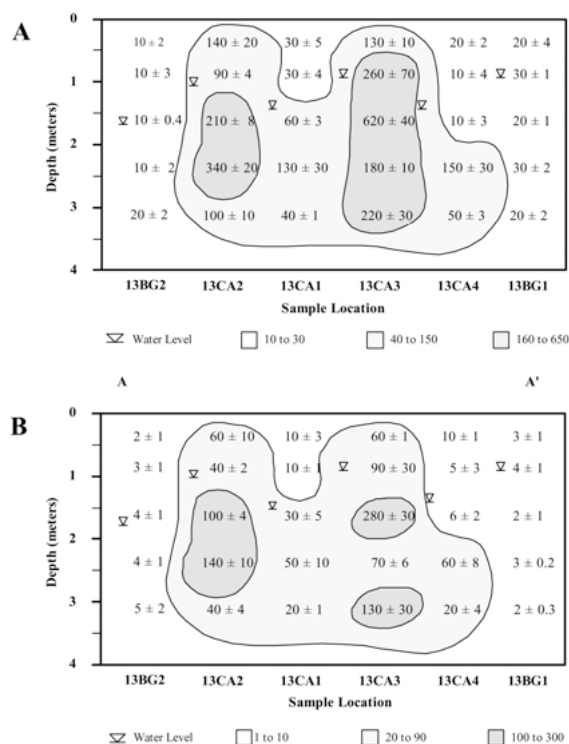 A
0
10 ± 2 140 ± 20 30 ± 5 130 ± 10 20 ± 2 20 ± 4
10 ± 3 90 ± 4 30 ± 4 260 ± 70 10 ± 4 30 ± 1
1
10 ± 0.4 210 ± 8 60 ± 3 620 ± 40 10 ± 3 20 ± 1
2
10 ± 2 340 ± 20 130 ± 30 180 ± 10 150 ± 30 30 ± 2
3
20 ± 2 100 ± 10 40 ± 1 220 ± 30 50 ± 3 20 ± 2
4
Depth (meters)
13BG2 13CA2 13CA1 13CA3 13CA4 13BG1
Sample Location
Water Level 10 to 30 40 to 150 160 to 650
A A'
B
0
2 ± 1 60 ± 10 10 ± 3 60 ± 1 10 ± 1 3 ± 1
3 ± 1 40 ± 2 10 ± 1 90 ± 30 5 ± 3 4 ± 1
1
4 ± 1 100 ± 4 30 ± 5 280 ± 30 6 ± 2 2 ± 1
2
4 ± 1 140 ± 10 50 ± 10 70 ± 6 60 ± 8 3 ± 0.2
3
5 ± 2 40 ± 4 20 ± 1 130 ± 30 20 ± 4 2 ± 0.3
4
Depth (meters)
13BG2 13CA2 13CA1 13CA3 13CA4 13BG1
Sample Location
Water Level 1 to 10 20 to 90 100 to 300